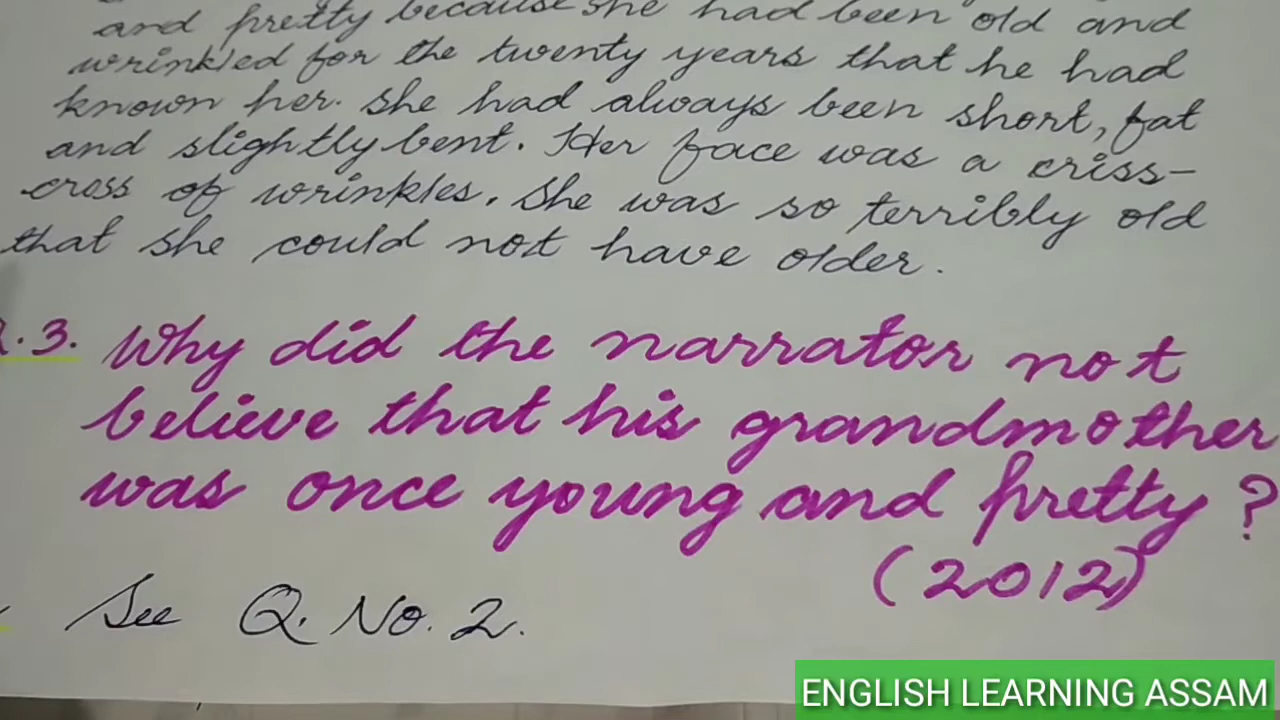 and pretty because she had been old and
wrinkled for the twenty years that he had
known her. She had always been short, fat
and slightly bent. Her face was a criss-
cross of wrinkles. She was so terribly old
that she could not have older.
Q.3. Why did the narrator not
believe that his grandmother
was once young and pretty?
(2012)
See Q. No. 2.
ENGLISH LEARNING ASSAM